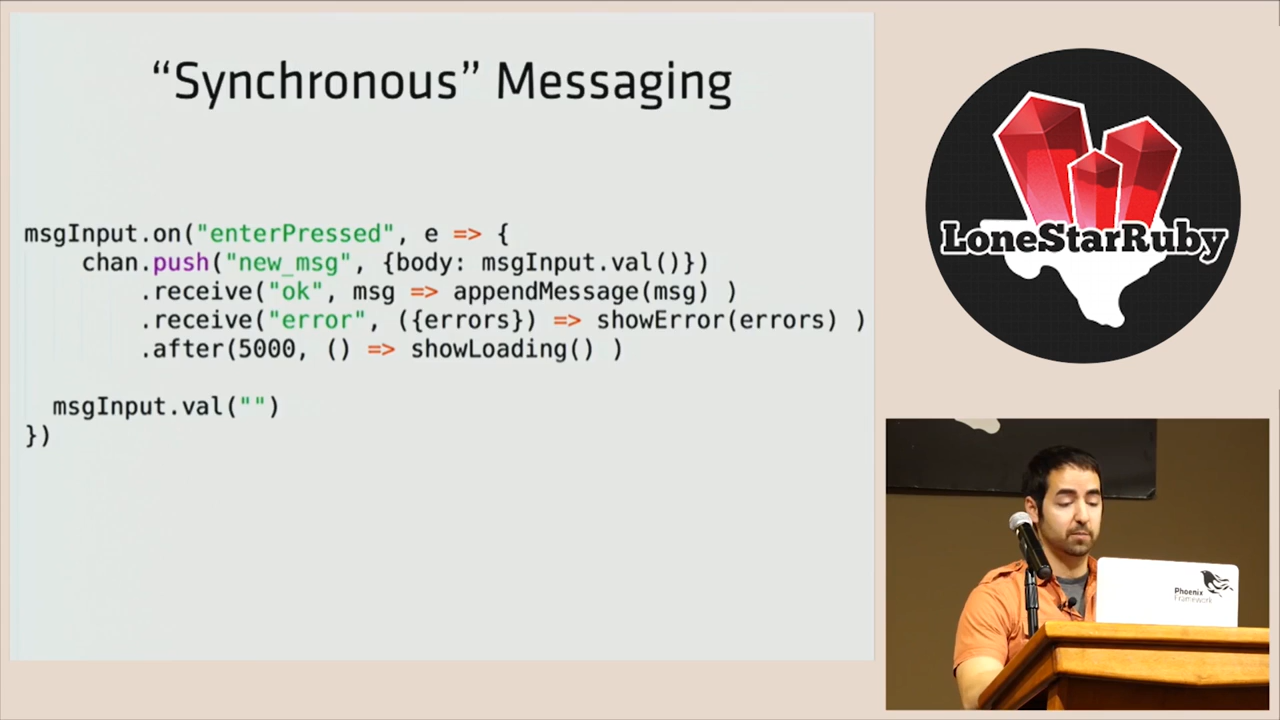 “Synchronous” Messaging
msgInput.on("enterPressed", e => {
chan.push("new_msg", {body: msgInput.val()})
.receive("ok", msg => appendMessage(msg) )
.receive("error", ({errors}) => showError(errors) )
.after(5000, () => showLoading() )
msgInput.val("")
})
LoneStarRuby
Phoenix
Framework